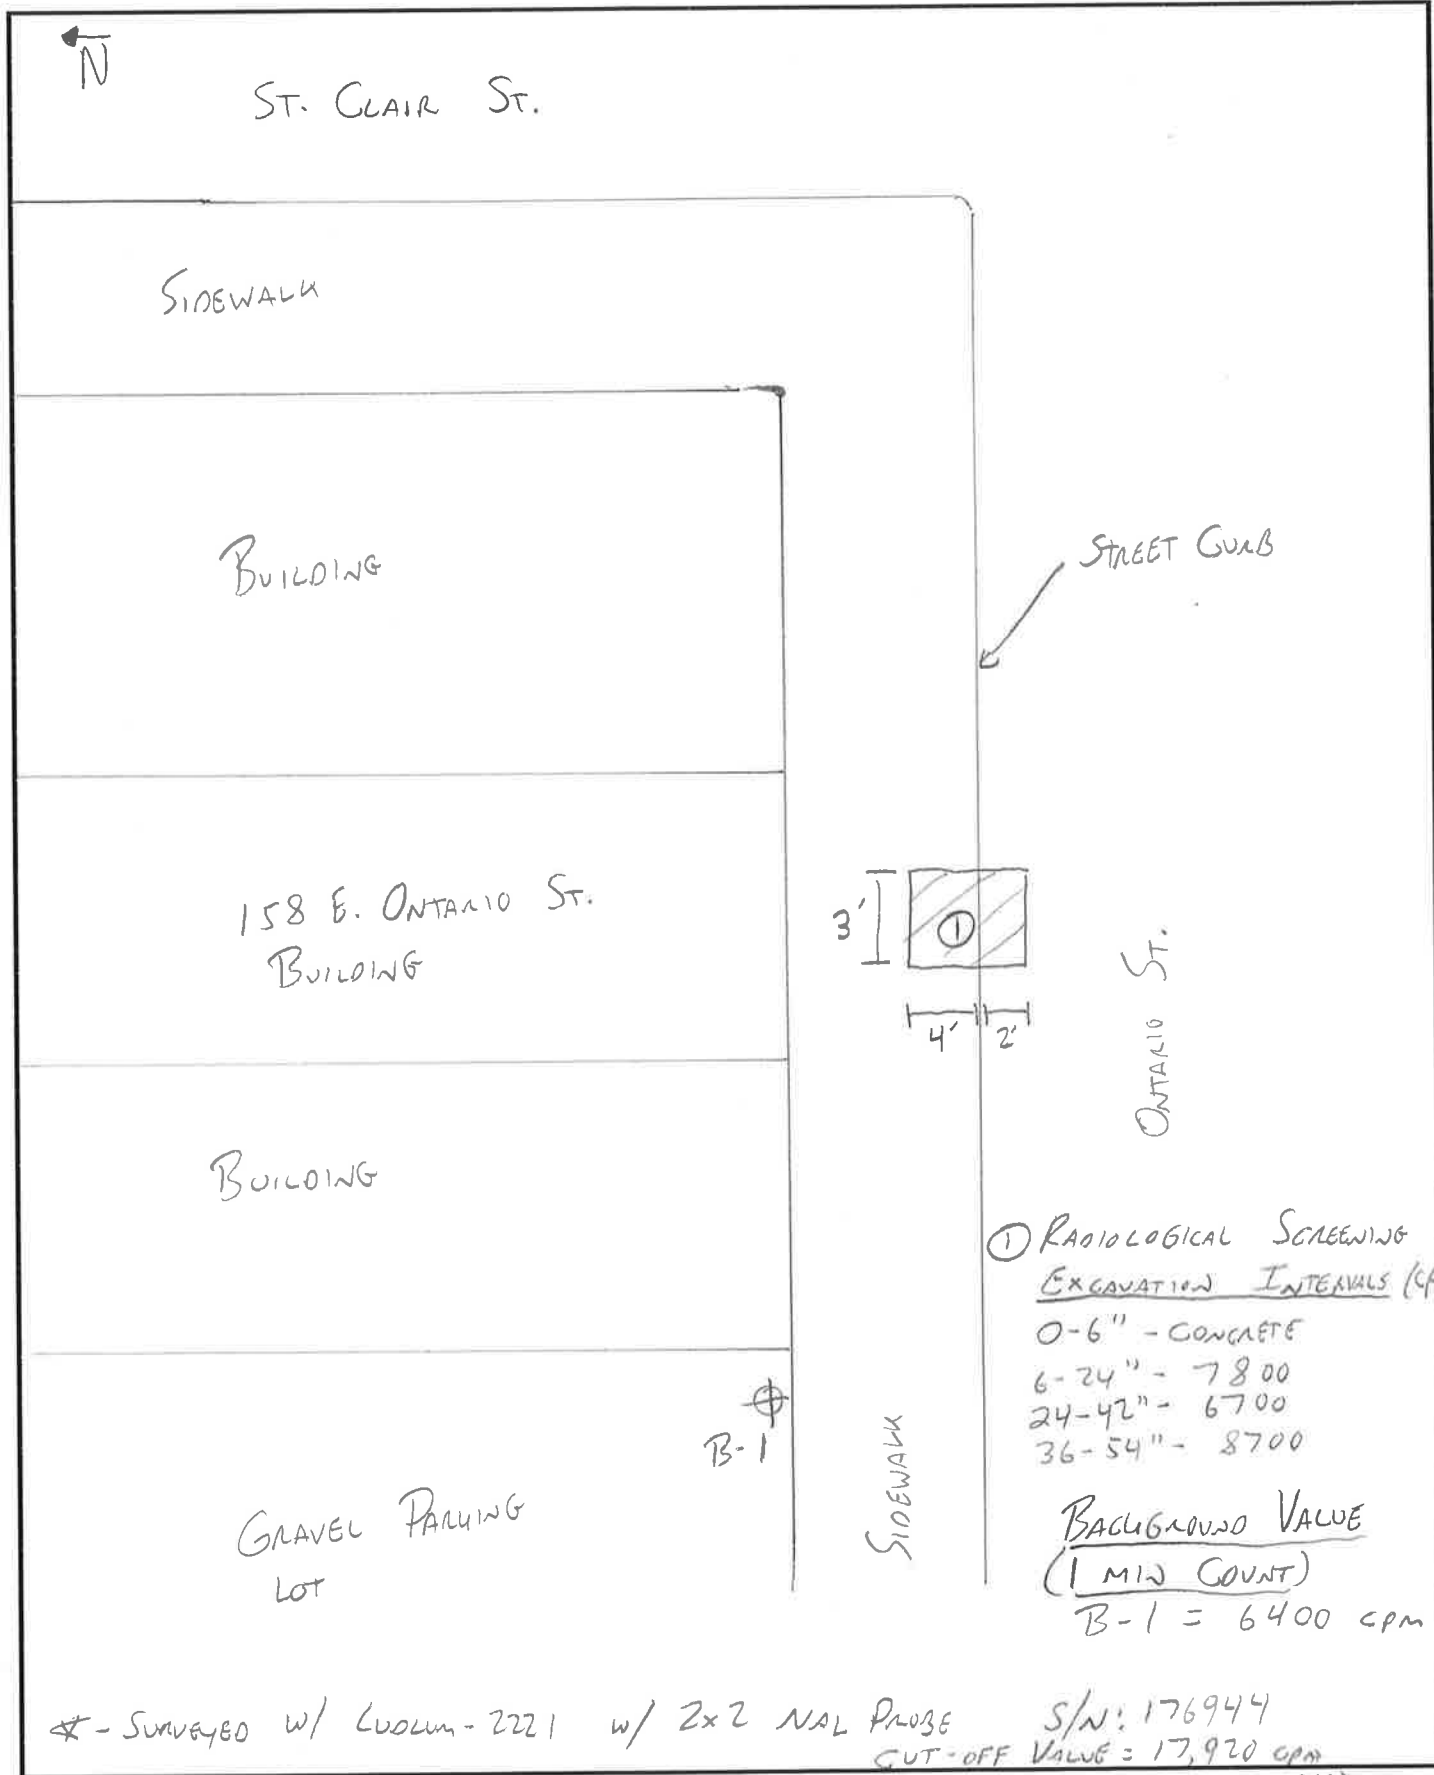 N
ST. CLAIR ST.
SIDEWALK
BUILDING
STREET CURB
158 E. ONTARIO ST.
BUILDING
3'
1
4' 2'
ONTARIO ST.
BUILDING
1 RADIOLOGICAL SCREENING
EXCAVATION INTERVALS
0-6" - CONCRETE
6-24" - 7800
24-42" - 6700
36-54" - 8700
B-1
SIDEWALK
GRAVEL PARKING
LOT
BACKGROUND VALUE
(1 MIN COUNT)
B-1 = 6400 cpm
* - SURVEYED W/ LUDLUM-2221 W/ 2x2 NAL PROBE S/N: 176944
CUT-OFF VALUE = 17,920 cpm